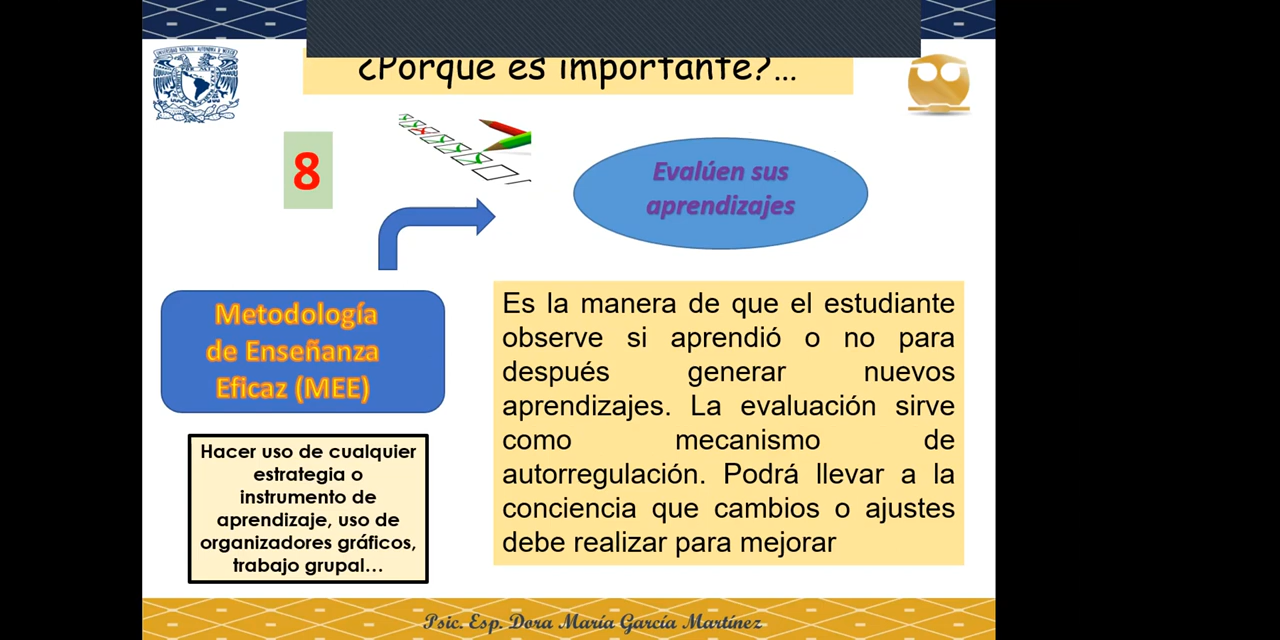 ¿Porque es importante?...
8
Evalúen sus
aprendizajes
Metodología
de Enseñanza
Eficaz (MEE)
Es la manera de que el estudiante
observe si aprendió o no para
después generar nuevos
aprendizajes. La evaluación sirve
como mecanismo de
autorregulación. Podrá llevar a la
conciencia que cambios o ajustes
debe realizar para mejorar
Hacer uso de cualquier
estrategia o
instrumento de
aprendizaje, uso de
organizadores gráficos,
trabajo grupal...
Psic. Esp. Dora María García Martínez